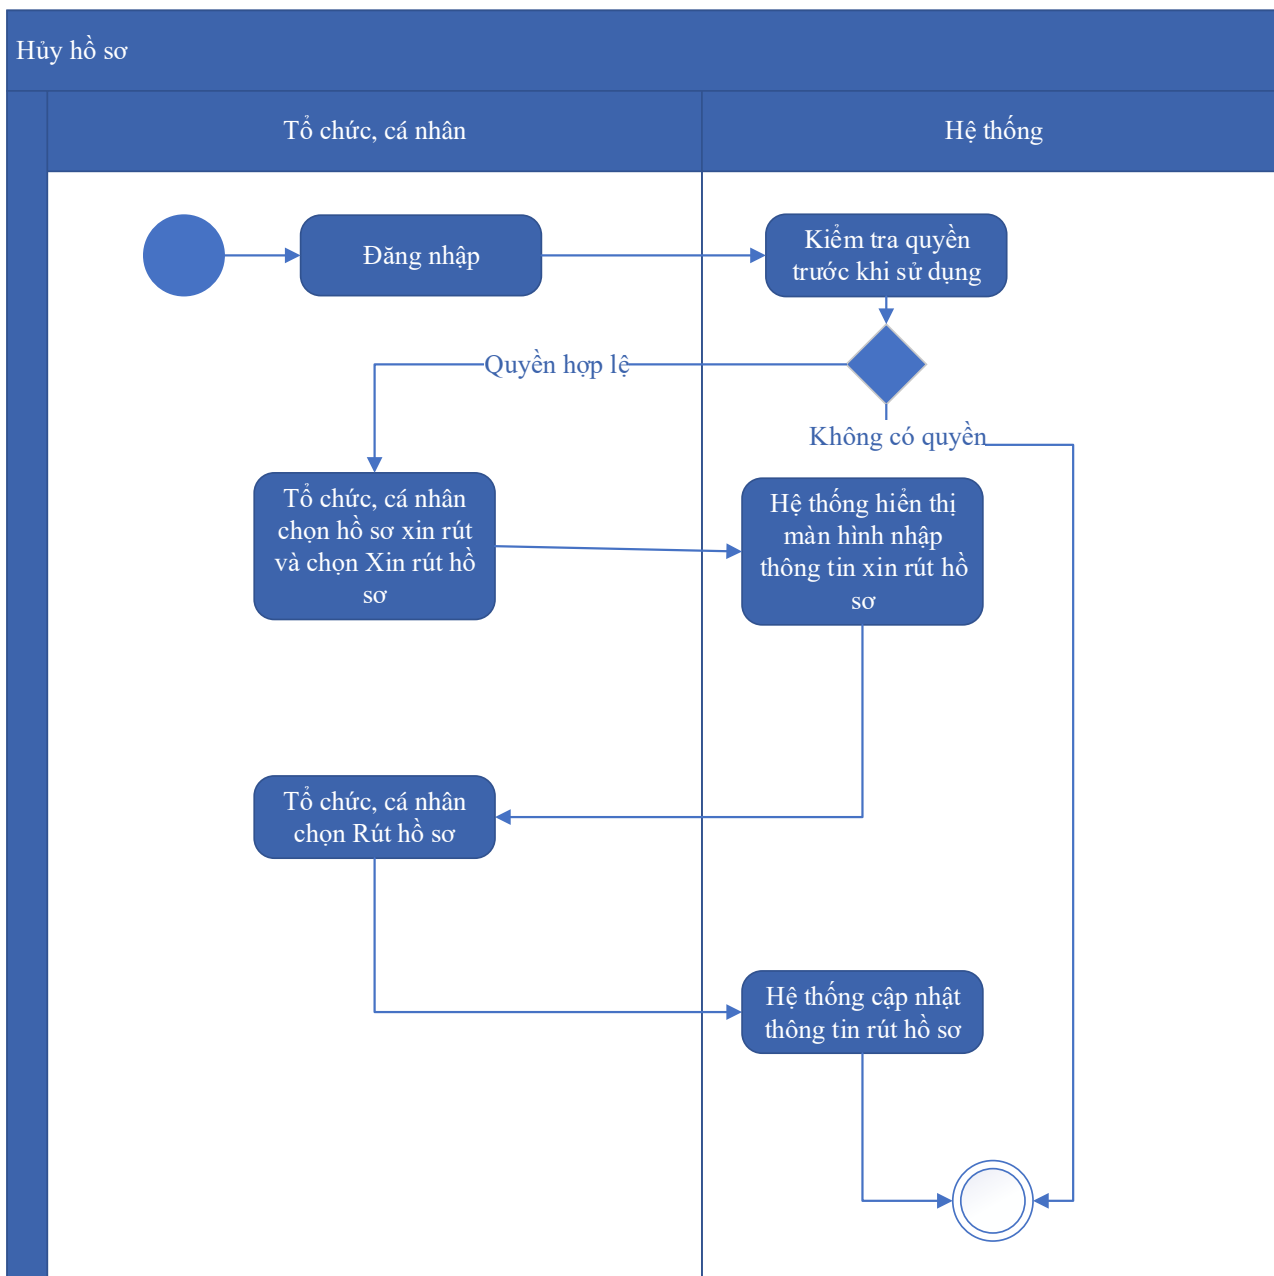 Hủy hồ sơ
Tổ chức, cá nhân
Hệ thống
Đăng nhập
Kiểm tra quyền
trước khi sử dụng
Quyền hợp lệ
Không có quyền
Tổ chức, cá nhân
chọn hồ sơ xin rút
và chọn Xin rút hồ
sơ
Hệ thống hiển thị
màn hình nhập
thông tin xin rút hồ
sơ
Tổ chức, cá nhân
chọn Rút hồ sơ
Hệ thống cập nhật
thông tin rút hồ sơ